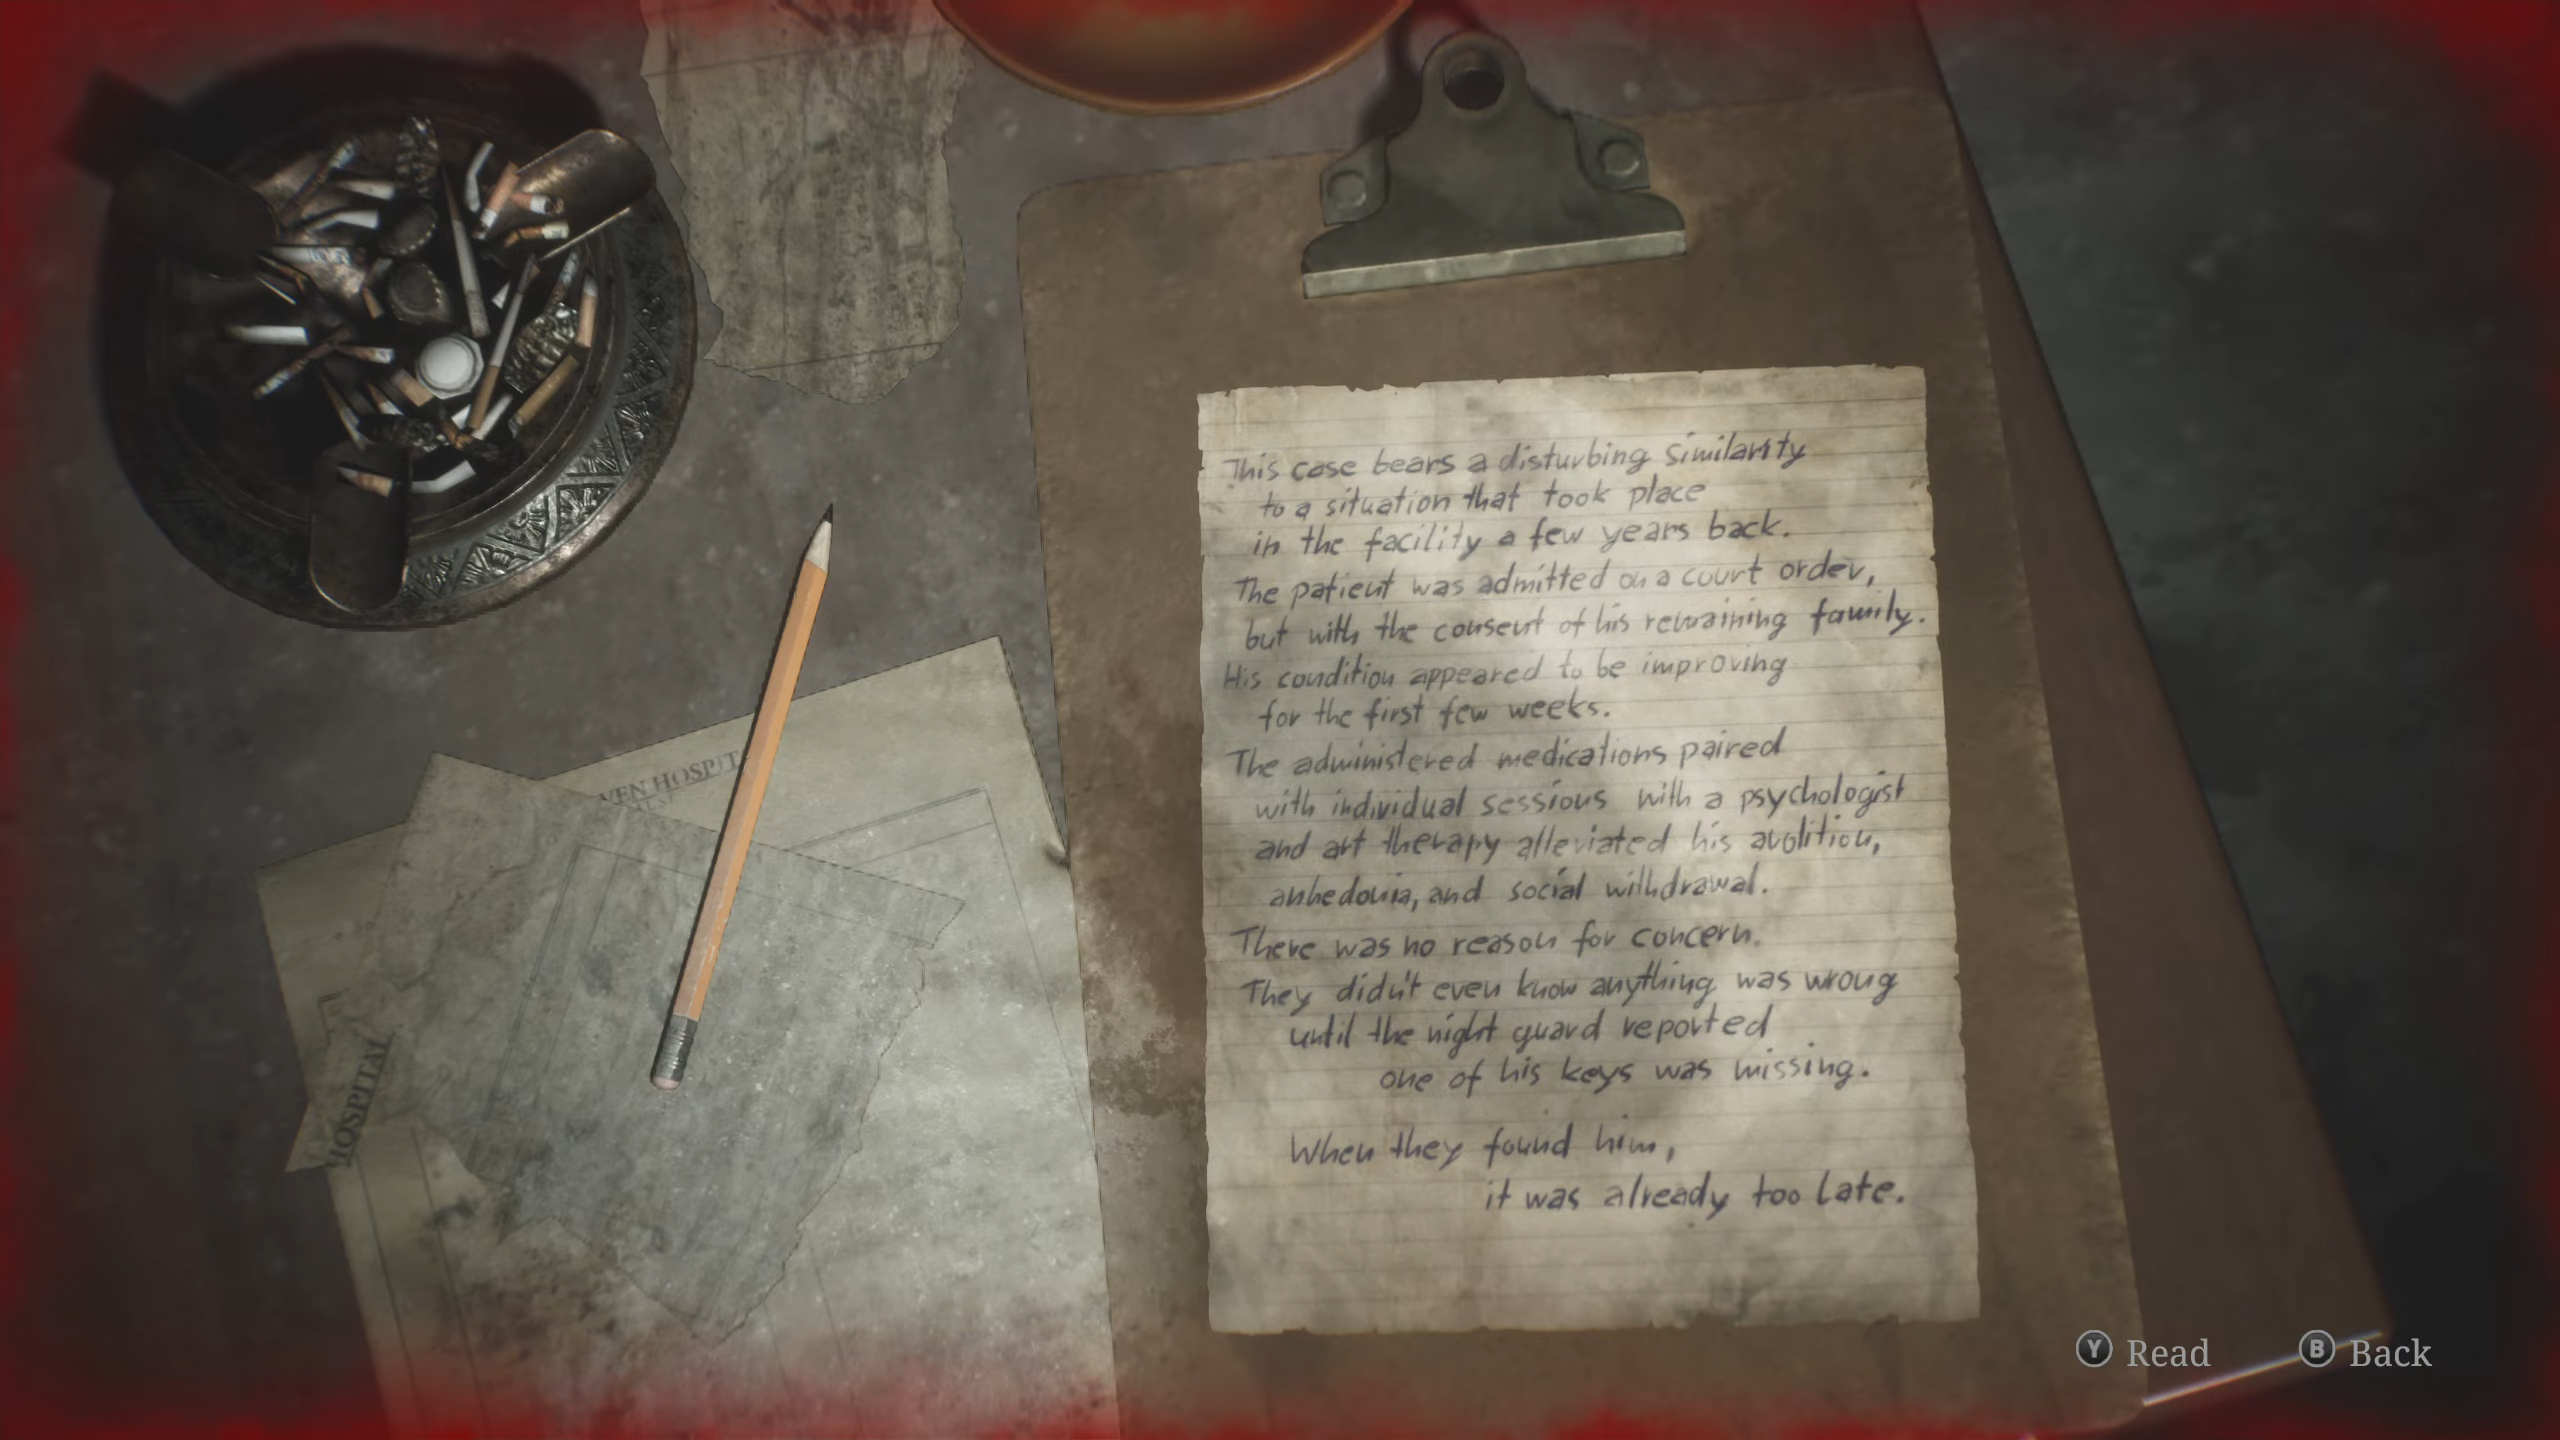 This case bears a disturbing similarity
to a situation that took place
in the facility a few years back.
The patient was admitted on a court order,
but with the consent of his remaining family.
His condition appeared to be improving
for the first few weeks.
The administered medications paired
with individual sessions with a psychologist
and art therapy alleviated his avolition,
anhedonia, and social withdrawal.
There was no reason for concern.
They didn't even know anything was wrong
until the night guard reported
one of his keys was missing.
When they found him,
it was already too late.
VEN HOSPIT
HOSPITAL
Y Read
B Back